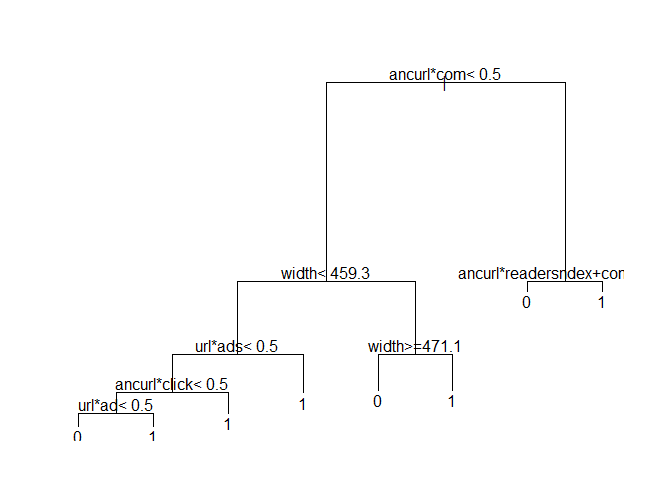 ancurl*com< 0.5
width< 459.3
ancurl*readersndex+con
url*ads< 0.5
width>=471.1
ancurl*click< 0.5
url*ad< 0.5
0 1
1
0 1
1
0 1